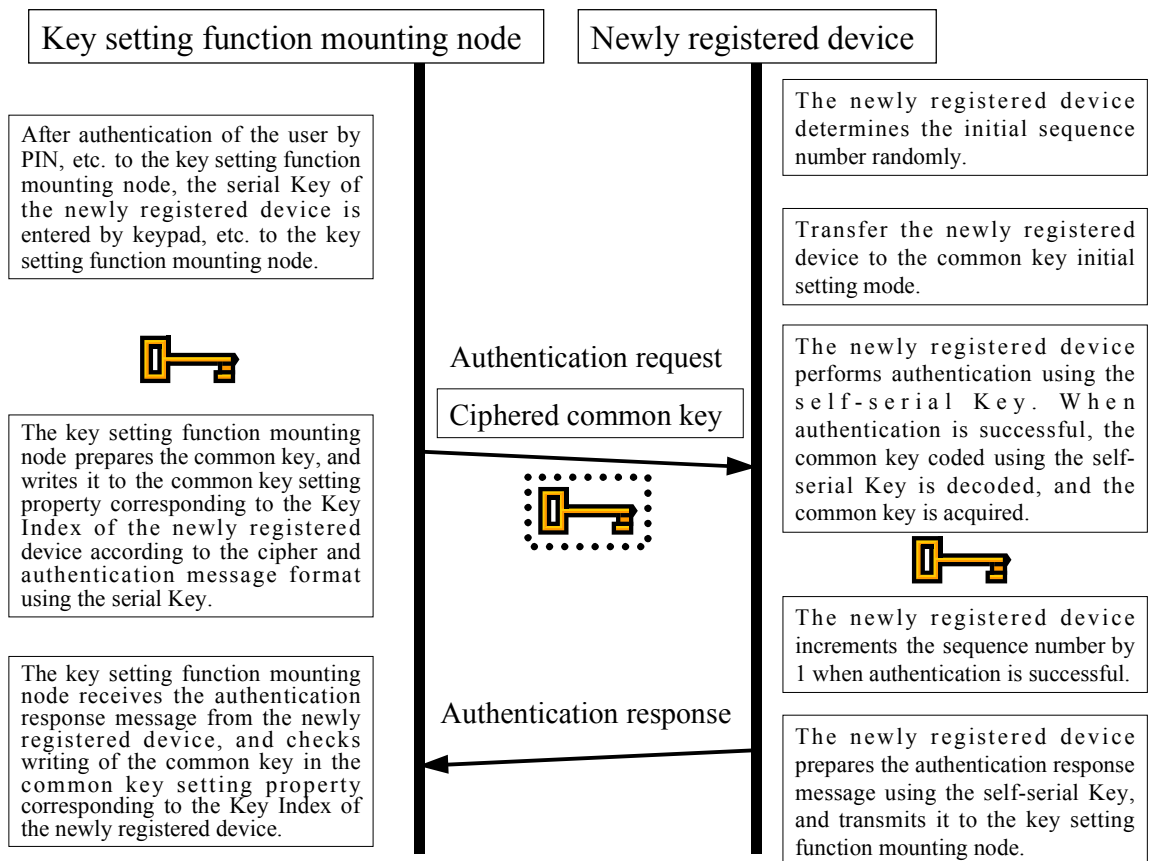 Key setting function mounting node
Newly registered device
After authentication of the user by
PIN, etc. to the key setting function
mounting node, the serial Key of
the newly registered device is
entered by keypad, etc. to the key
setting function mounting node.
The key setting function mounting
node prepares the common key, and
writes it to the common key setting
property corresponding to the Key
Index of the newly registered
device according to the cipher and
authentication message format
using the serial Key.
The key setting function mounting
node receives the authentication
response message from the newly
registered device, and checks
writing of the common key in the
common key setting property
corresponding to the Key Index of
the newly registered device.
Authentication request
Ciphered common key
Authentication response
The newly registered device
determines the initial sequence
number randomly.
Transfer the newly registered
device to the common key initial
setting mode.
The newly registered device
performs authentication using the
self-serial Key. When
authentication is successful, the
common key coded using the self-
serial Key is decoded, and the
common key is acquired.
The newly registered device
increments the sequence number by
1 when authentication is successful.
The newly registered device
prepares the authentication response
message using the self-serial Key,
and transmits it to the key setting
function mounting node.